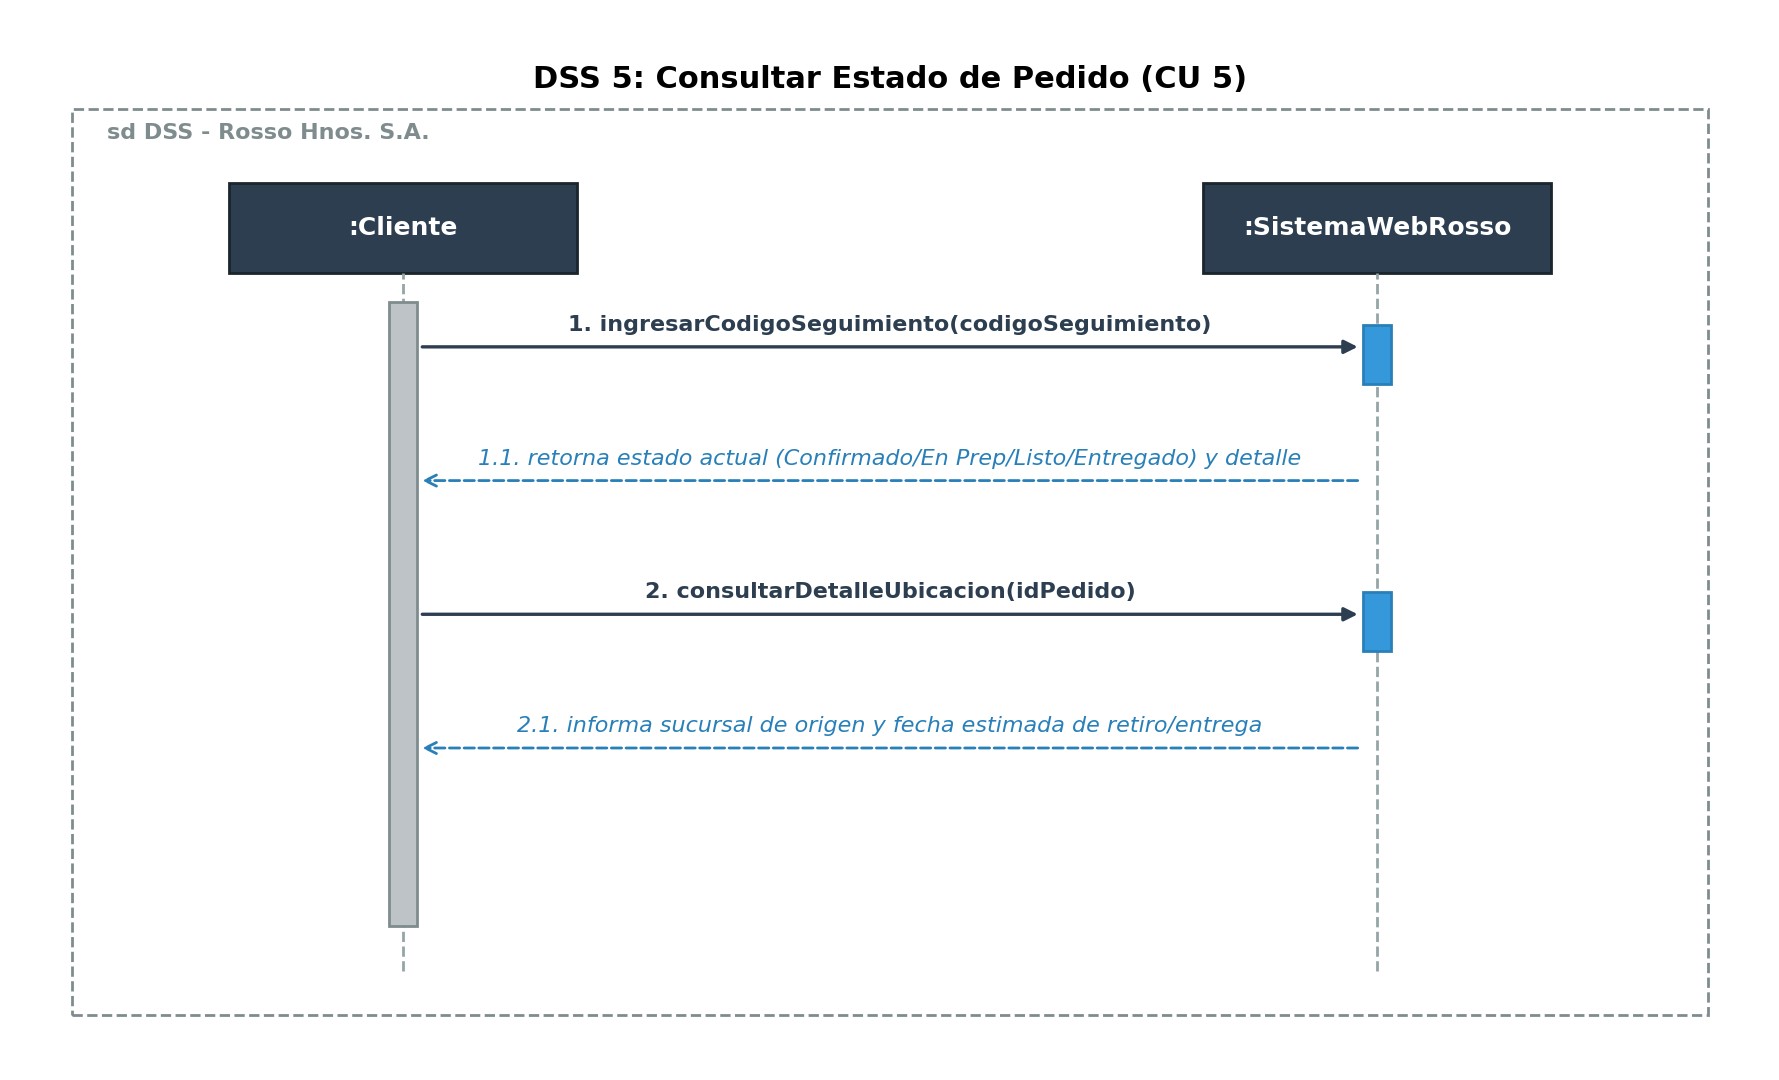 DSS 5: Consultar Estado de Pedido (CU 5)
sd DSS - Rosso Hnos. S.A.
:Cliente
:SistemaWebRosso
1. ingresarCodigoSeguimiento(codigoSeguimiento)
1.1. retorna estado actual (Confirmado/En Prep/Listo/Entregado) y detalle
2. consultarDetalleUbicacion(idPedido)
2.1. informa sucursal de origen y fecha estimada de retiro/entrega